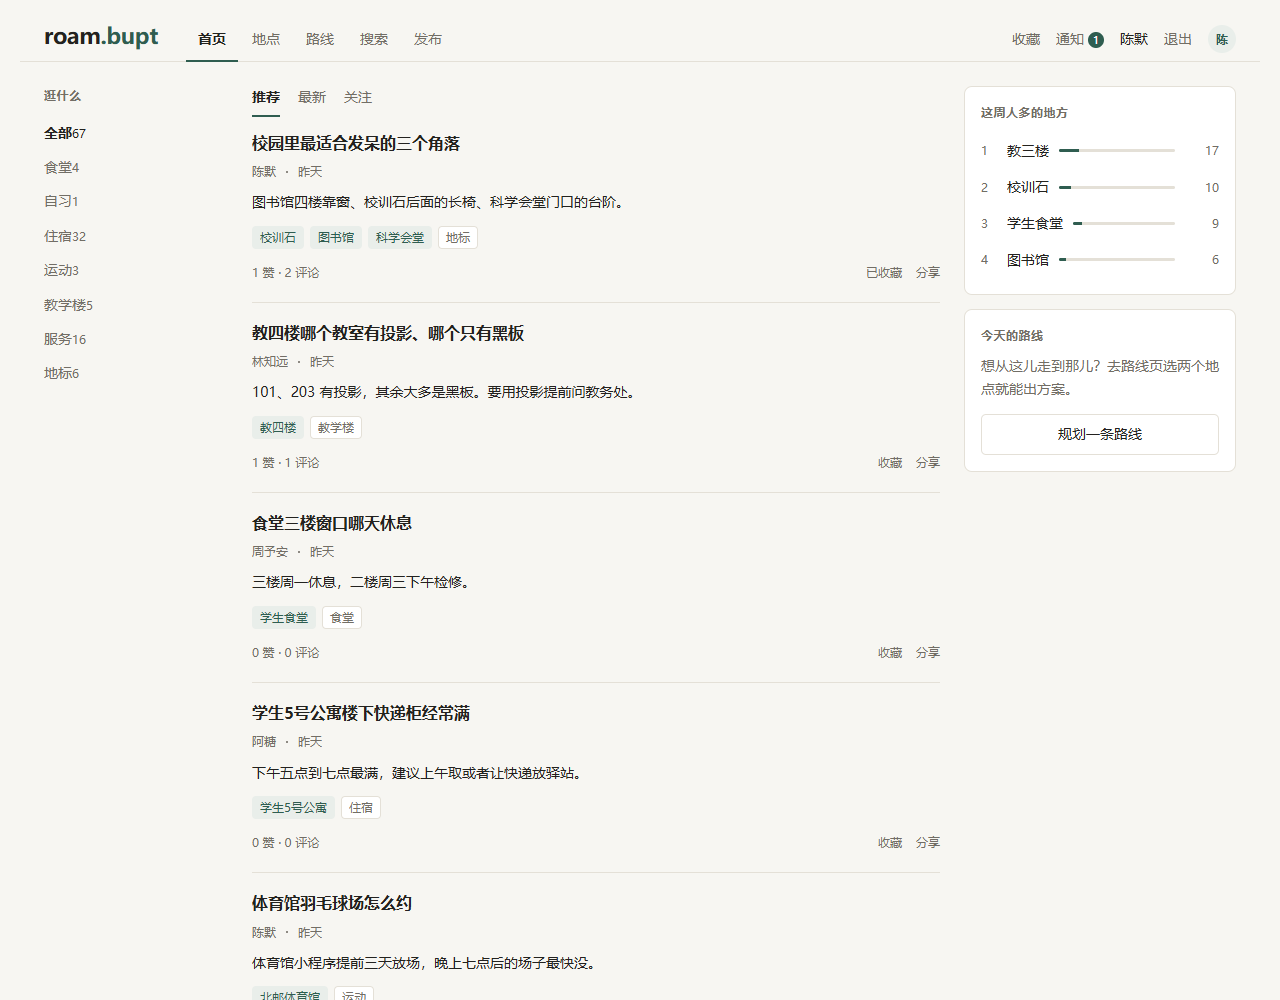 roam.bupt 首页 地点 路线 搜索 发布 收藏 通知 1 陈默 退出 陈
逛什么
全部67
食堂4
自习1
住宿32
运动3
教学楼5
服务16
地标6
推荐 最新 关注
校园里最适合发呆的三个角落
陈默 · 昨天
图书馆四楼靠窗、校训石后面的长椅、科学会堂门口的台阶。
校训石 图书馆 科学会堂 地标
1 赞 · 2 评论 已收藏 分享
教四楼哪个教室有投影、哪个只有黑板
林知远 · 昨天
101、203 有投影，其余大多是黑板。要用投影提前问教务处。
教四楼 教学楼
1 赞 · 1 评论 收藏 分享
食堂三楼窗口哪天休息
周予安 · 昨天
三楼周一休息，二楼周三下午检修。
学生食堂 食堂
0 赞 · 0 评论 收藏 分享
学生5号公寓楼下快递柜经常满
阿糖 · 昨天
下午五点到七点最满，建议上午取或者让快递放驿站。
学生5号公寓 住宿
0 赞 · 0 评论 收藏 分享
体育馆羽毛球场怎么约
陈默 · 昨天
体育馆小程序提前三天放场，晚上七点后的场子最快没。
北邮体育馆 运动
这周人多的地方
1 教三楼 17
2 校训石 10
3 学生食堂 9
4 图书馆 6
今天的路线
想从这儿走到那儿？去路线页选两个地
点就能出方案。
规划一条路线